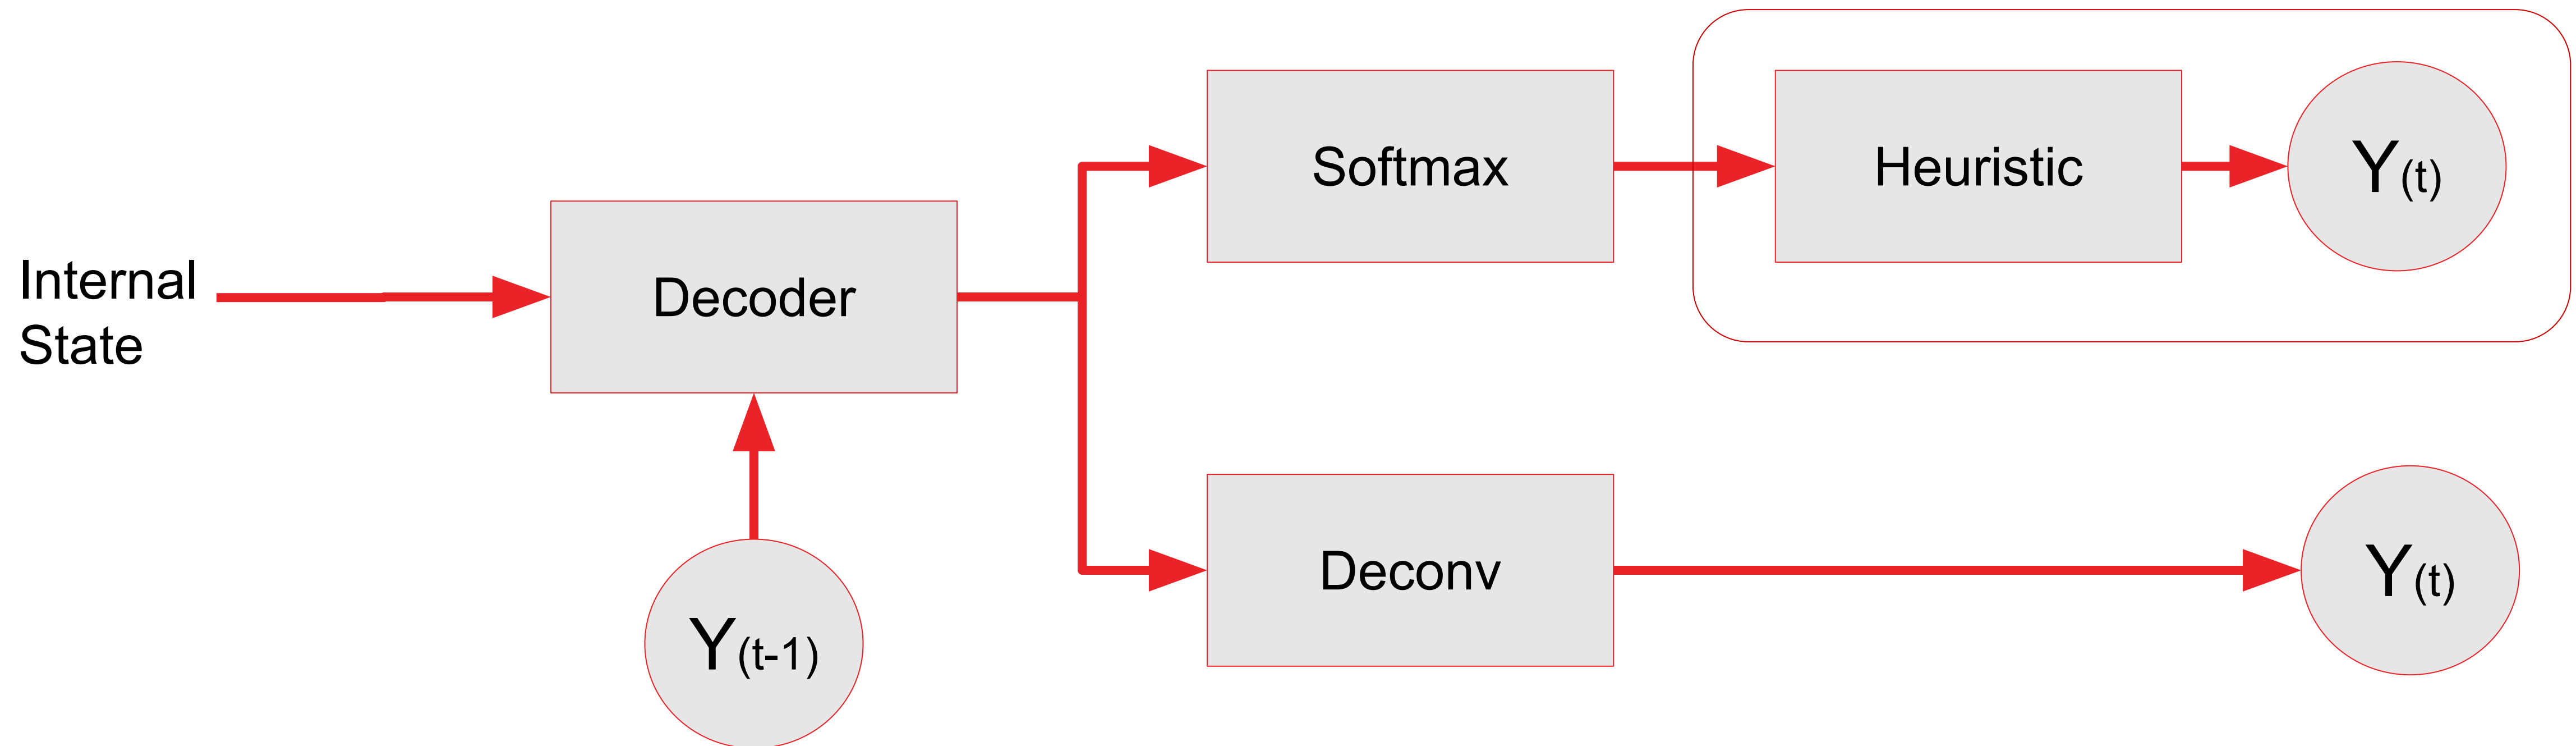 Internal
State
Decoder
Y(t-1)
Softmax
Heuristic
Y(t)
Deconv
Y(t)